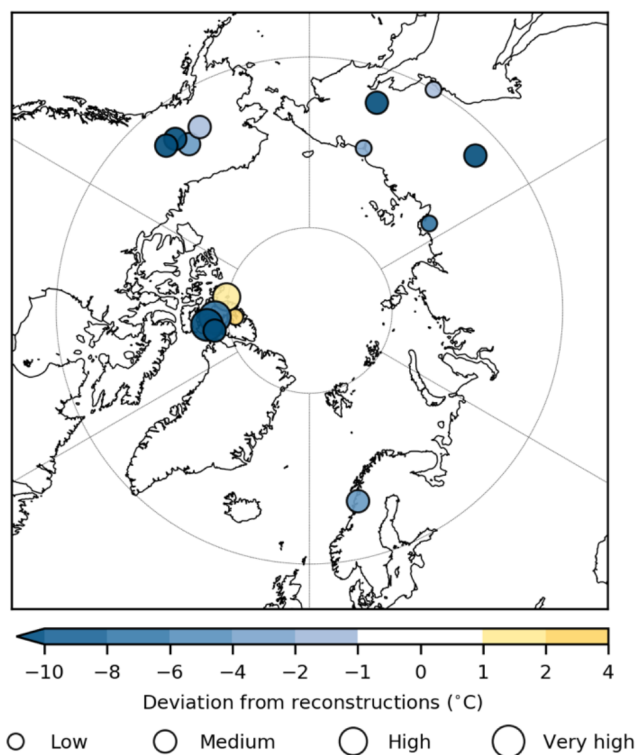 −10 −8 −6 −4 −2 −1 0 1 2 4
Deviation from reconstructions (°C)
Low Medium High Very high